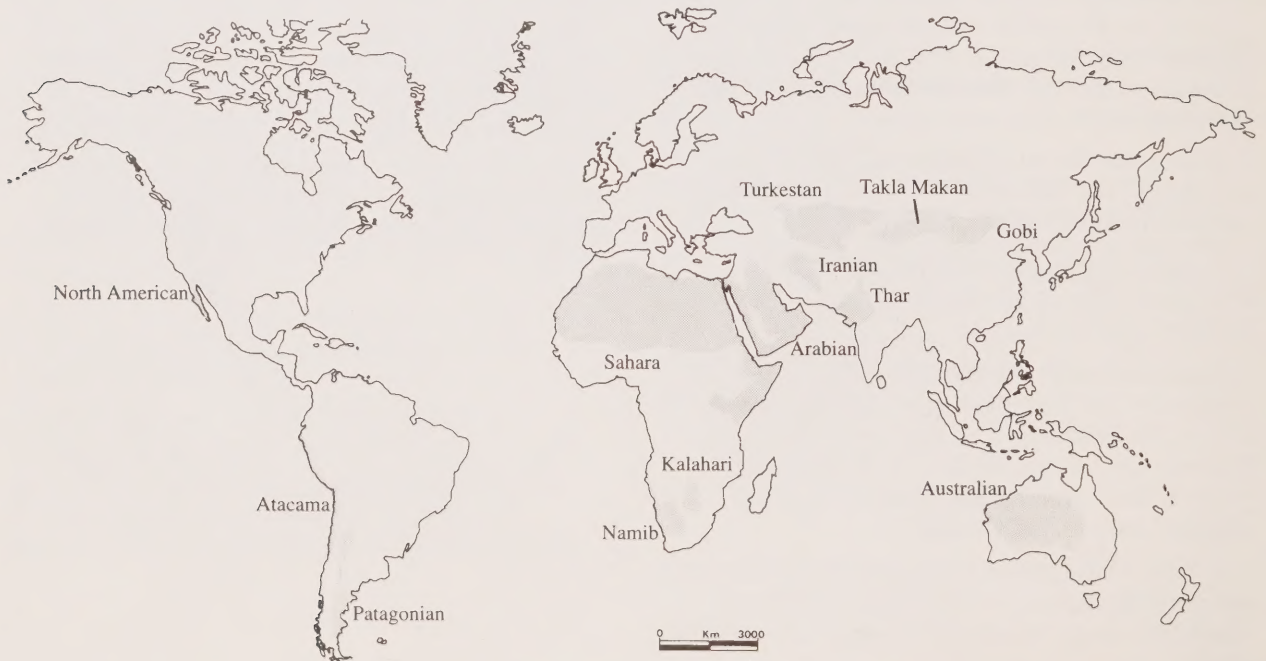 Turkestan
Takla Makan
Gobi
Iranian
North American
Thar
Arabian
Sahara
Kalahari
Australian
Atacama
Namib
Patagonian
0 Km 3000